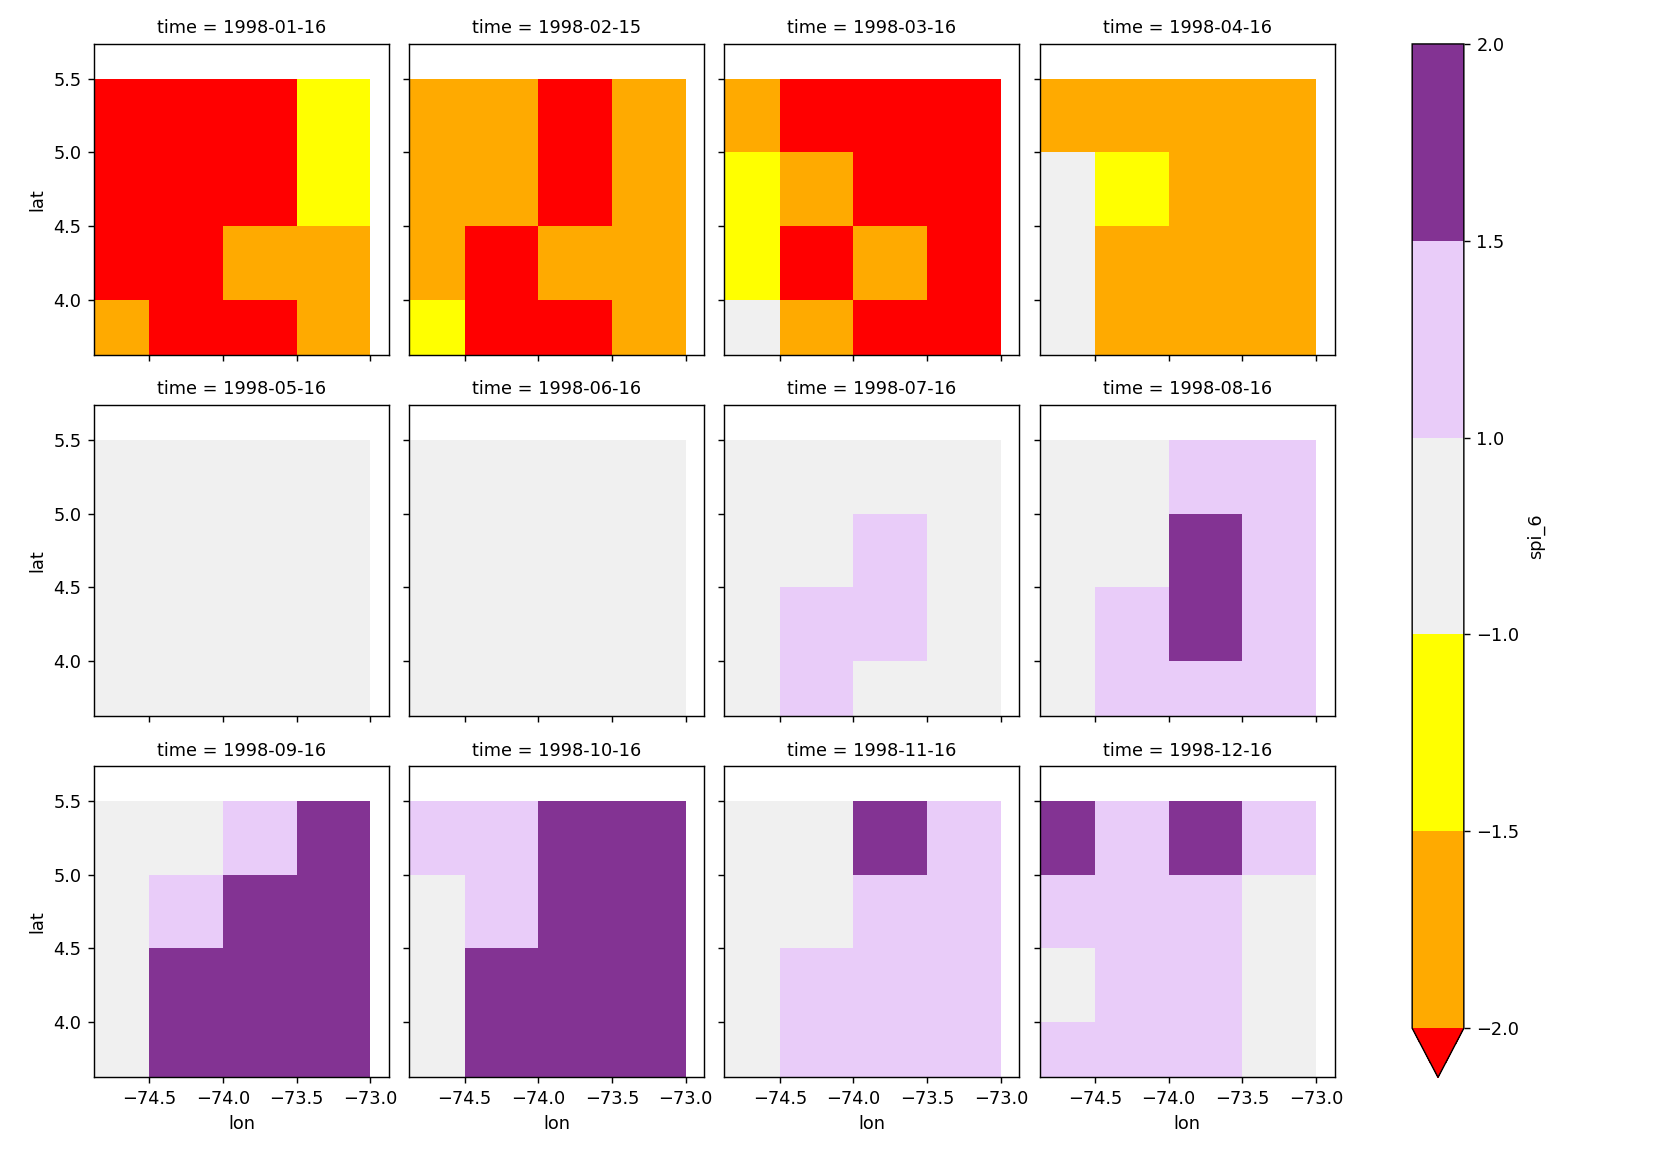 time = 1998-01-16
time = 1998-02-15
time = 1998-03-16
time = 1998-04-16
5.5
5.0
4.5
4.0
lat
time = 1998-05-16
time = 1998-06-16
time = 1998-07-16
time = 1998-08-16
5.5
5.0
4.5
4.0
lat
time = 1998-09-16
time = 1998-10-16
time = 1998-11-16
time = 1998-12-16
5.5
5.0
4.5
4.0
lat
−74.5 −74.0 −73.5 −73.0
−74.5 −74.0 −73.5 −73.0
−74.5 −74.0 −73.5 −73.0
−74.5 −74.0 −73.5 −73.0
lon
lon
lon
lon
2.0
1.5
1.0
−1.0
−1.5
−2.0
spi_6